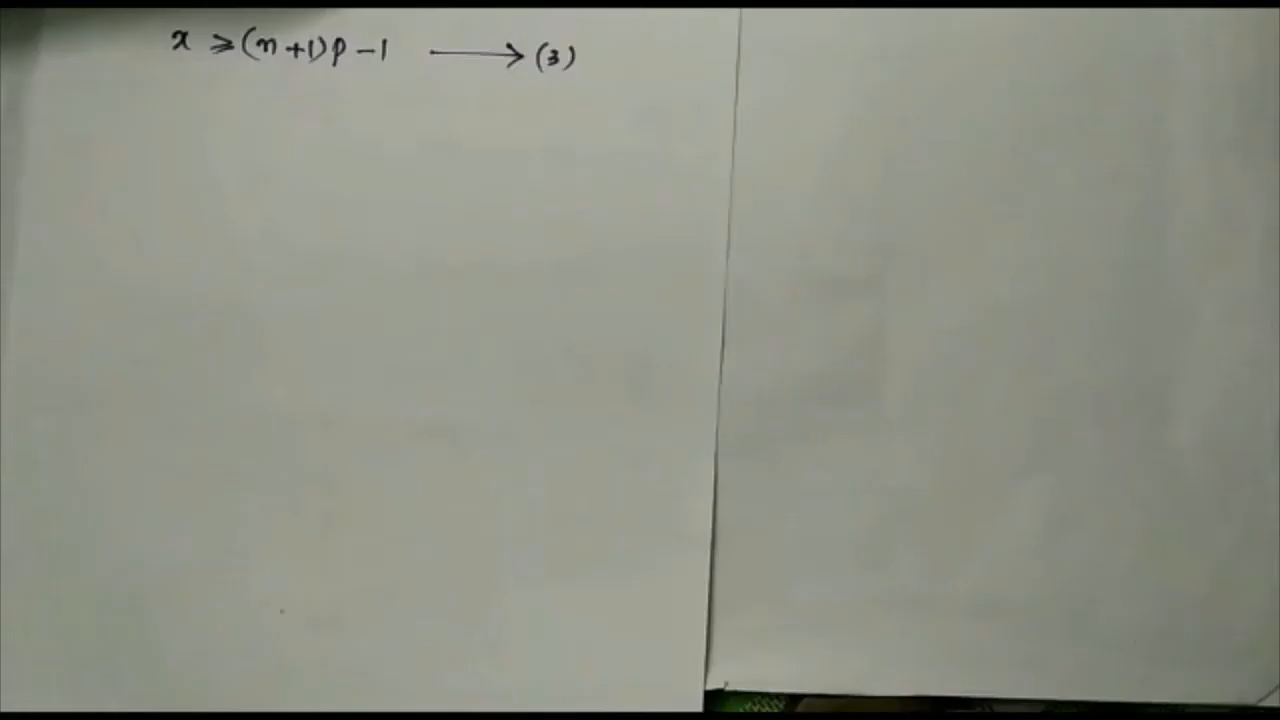 x ⩾ (n+1)p - 1 ⟶ (3)